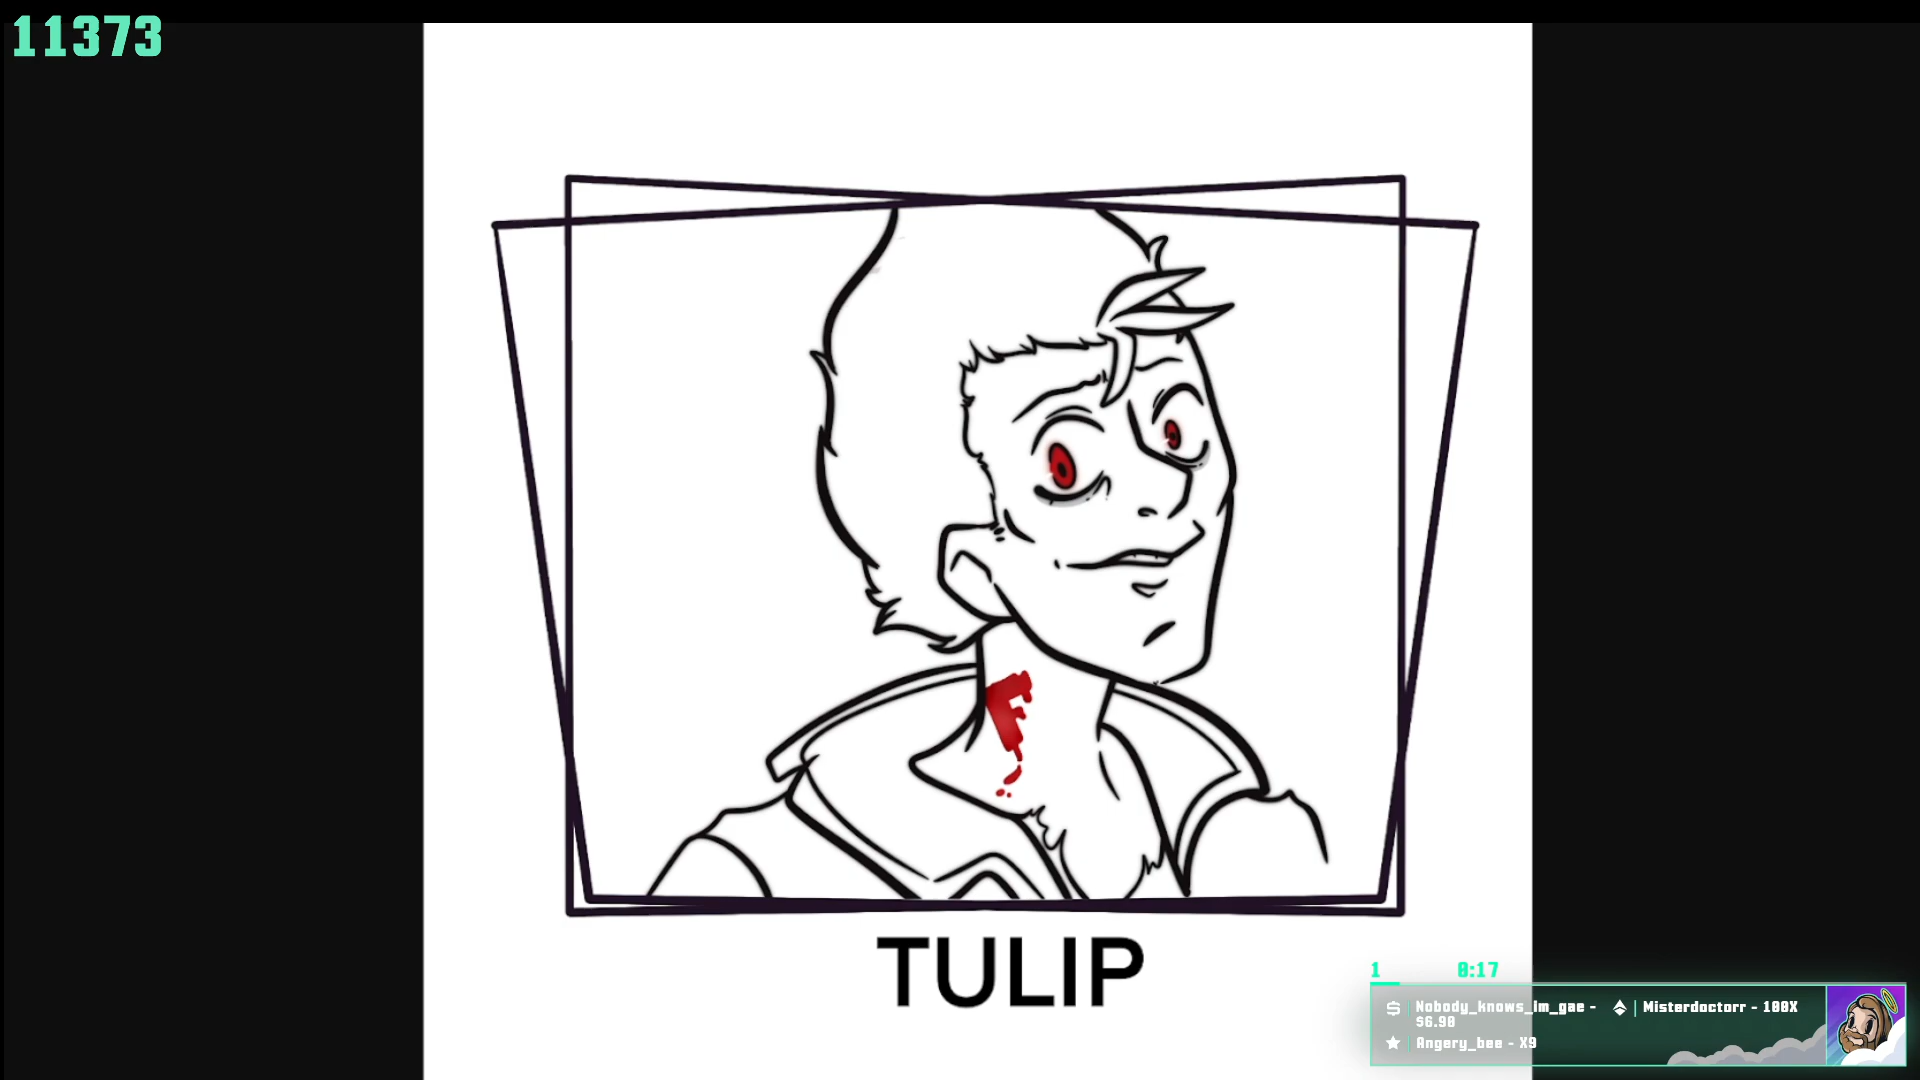 11373
TULIP
1 0:17
Nobody_knows_im_gae - $6.90
Misterdoctorr - 100X
Angery_bee - X9